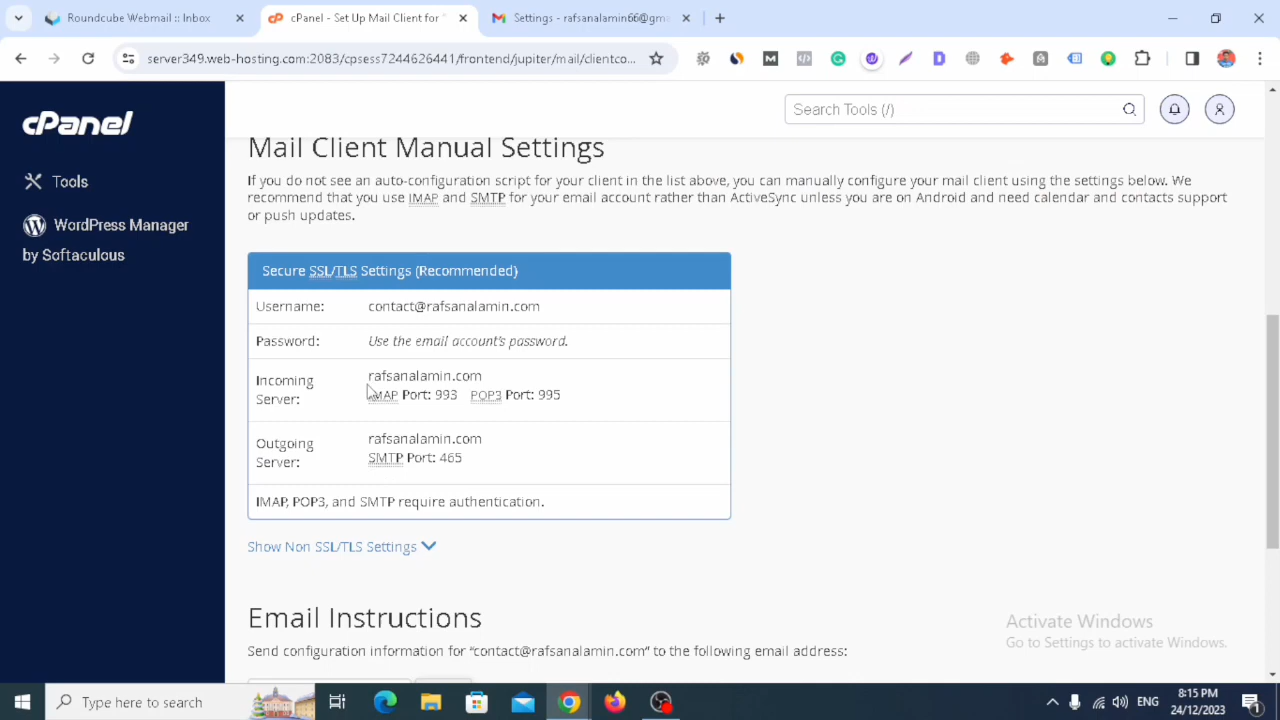 Roundcube Webmail :: Inbox
cPanel - Set Up Mail Client for
Settings - rafsanalamin66@gma
server349.web-hosting.com:2083/cpsess7244626441/frontend/jupiter/mail/clientco...
cPanel
Search Tools (/)
Tools
WordPress Manager
by Softaculous
Mail Client Manual Settings
If you do not see an auto-configuration script for your client in the list above, you can manually configure your mail client using the settings below. We
recommend that you use IMAP and SMTP for your email account rather than ActiveSync unless you are on Android and need calendar and contacts support
or push updates.
Secure SSL/TLS Settings (Recommended)
Username: contact@rafsanalamin.com
Password: Use the email account's password.
Incoming
Server:
rafsanalamin.com
IMAP Port: 993 POP3 Port: 995
Outgoing
Server:
rafsanalamin.com
SMTP Port: 465
IMAP, POP3, and SMTP require authentication.
Show Non SSL/TLS Settings
Email Instructions
Send configuration information for "contact@rafsanalamin.com" to the following email address:
Activate Windows
Go to Settings to activate Windows.
Type here to search
ENG
8:15 PM
24/12/2023
1